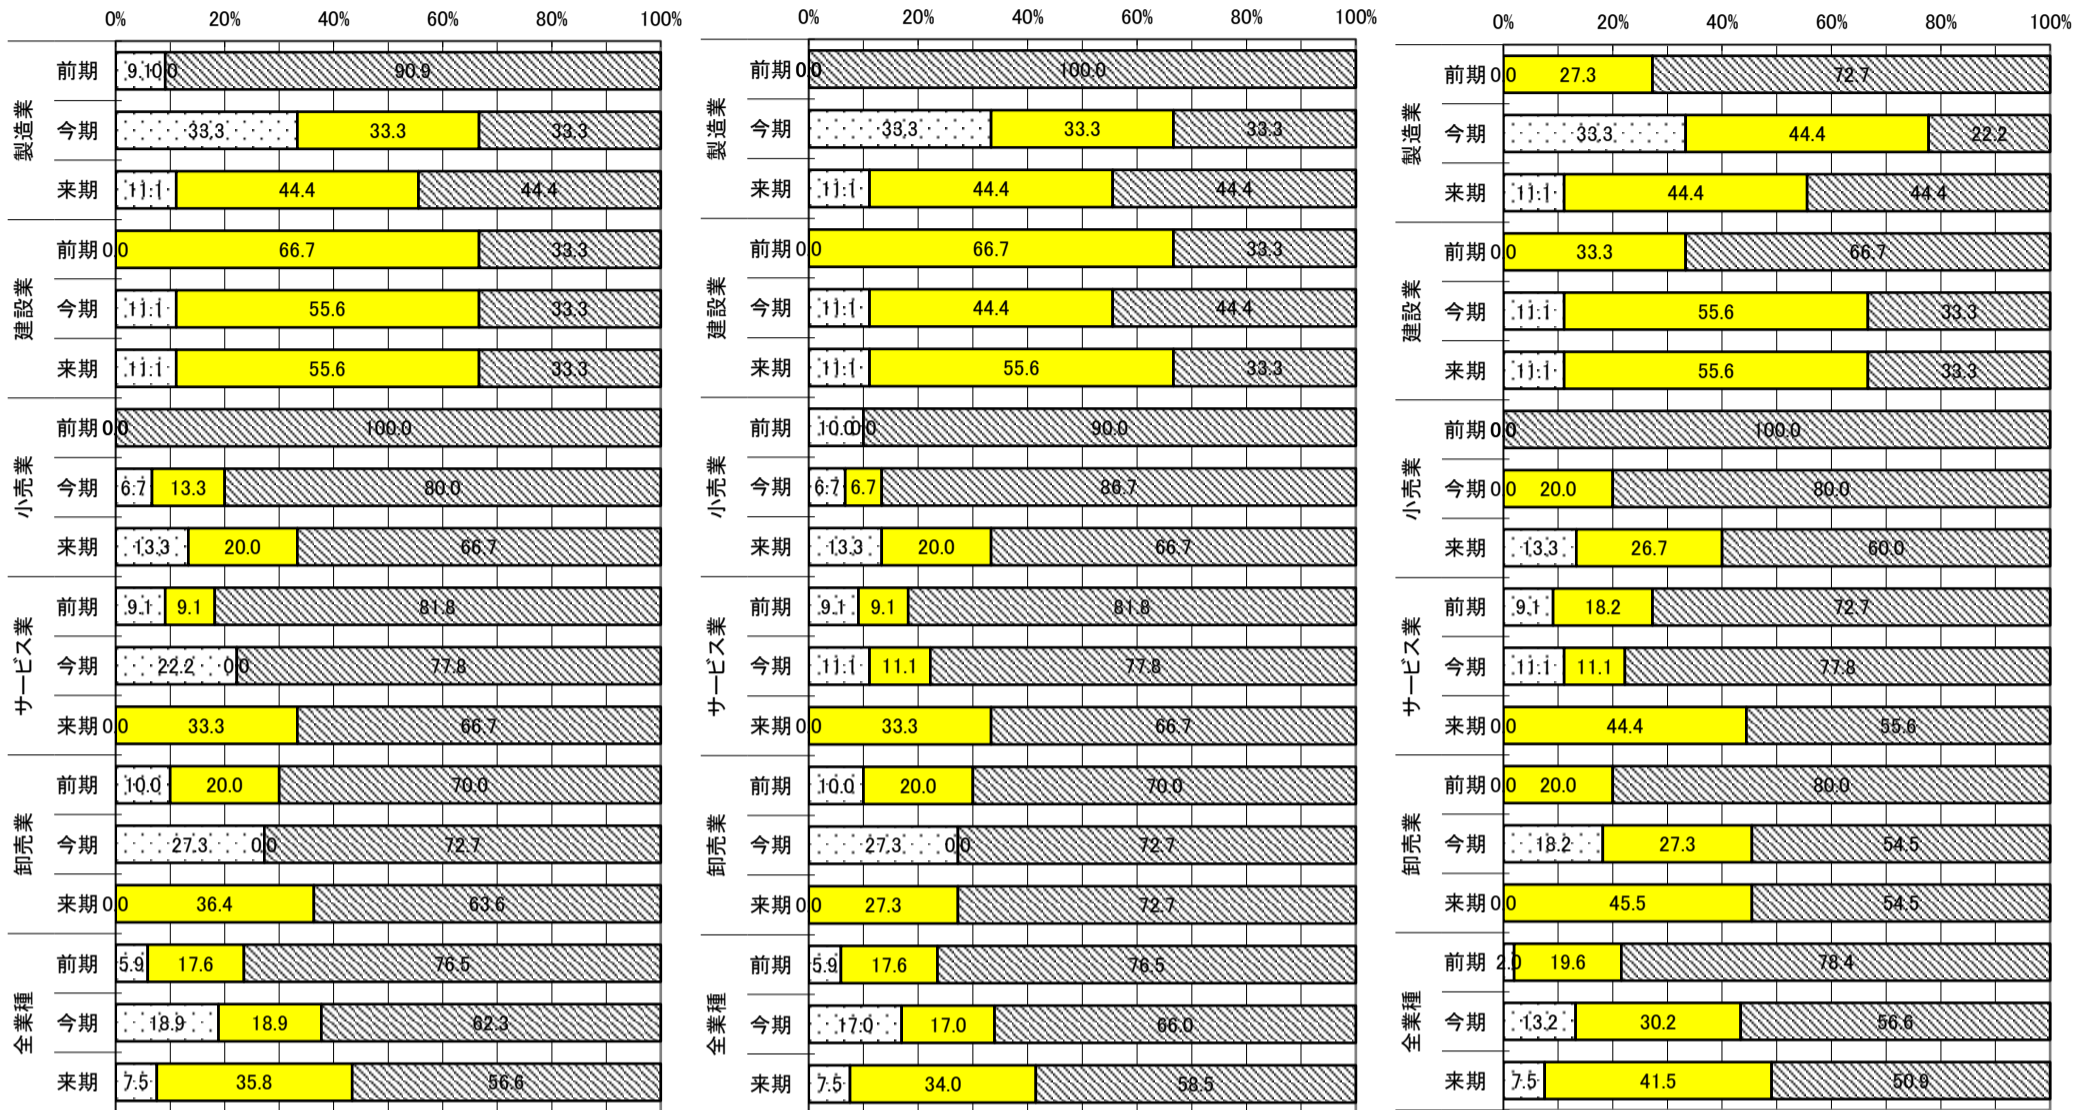 0% 20% 40% 60% 80% 100%
製造業
前期 9.1 0.0 90.9
今期 33.3 33.3 33.3
来期 11.1 44.4 44.4
建設業
前期 0.0 66.7 33.3
今期 11.1 55.6 33.3
来期 11.1 55.6 33.3
小売業
前期 0.0 0.0 100.0
今期 6.7 13.3 80.0
来期 13.3 20.0 66.7
サービス業
前期 9.1 9.1 81.8
今期 22.2 0.0 77.8
来期 0.0 33.3 66.7
卸売業
前期 10.0 20.0 70.0
今期 27.3 0.0 72.7
来期 0.0 36.4 63.6
全業種
前期 5.9 17.6 76.5
今期 18.9 18.9 62.3
来期 7.5 35.8 56.6
0% 20% 40% 60% 80% 100%
製造業
前期 0.0 0.0 100.0
今期 33.3 33.3 33.3
来期 11.1 44.4 44.4
建設業
前期 0.0 66.7 33.3
今期 11.1 44.4 44.4
来期 11.1 55.6 33.3
小売業
前期 10.0 0.0 90.0
今期 6.7 6.7 86.7
来期 13.3 20.0 66.7
サービス業
前期 9.1 9.1 81.8
今期 11.1 11.1 77.8
来期 0.0 33.3 66.7
卸売業
前期 10.0 20.0 70.0
今期 27.3 0.0 72.7
来期 0.0 27.3 72.7
全業種
前期 5.9 17.6 76.5
今期 17.0 17.0 66.0
来期 7.5 34.0 58.5
0% 20% 40% 60% 80% 100%
製造業
前期 0.0 27.3 72.7
今期 33.3 44.4 22.2
来期 11.1 44.4 44.4
建設業
前期 0.0 33.3 66.7
今期 11.1 55.6 33.3
来期 11.1 55.6 33.3
小売業
前期 0.0 0.0 100.0
今期 0.0 20.0 80.0
来期 13.3 26.7 60.0
サービス業
前期 9.1 18.2 72.7
今期 11.1 11.1 77.8
来期 0.0 44.4 55.6
卸売業
前期 0.0 20.0 80.0
今期 18.2 27.3 54.5
来期 0.0 45.5 54.5
全業種
前期 2.0 19.6 78.4
今期 13.2 30.2 56.6
来期 7.5 41.5 50.9